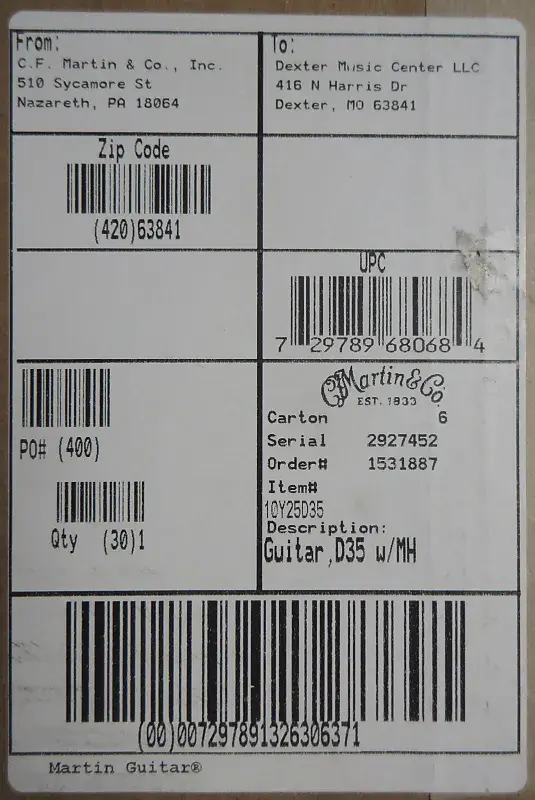 From:
C.F. Martin & Co., Inc.
510 Sycamore St
Nazareth, PA 18064
To:
Dexter Music Center LLC
416 N Harris Dr
Dexter, MO 63841
Zip Code
(420)63841
UPC
7 29789 68068 4
PO# (400)
Qty (30)1
CF Martin & Co.
EST. 1833
Carton 6
Serial 2927452
Order# 1531887
Item#
10Y25D35
Description:
Guitar,D35 w/MH
(00)007297891326306371
Martin Guitar®